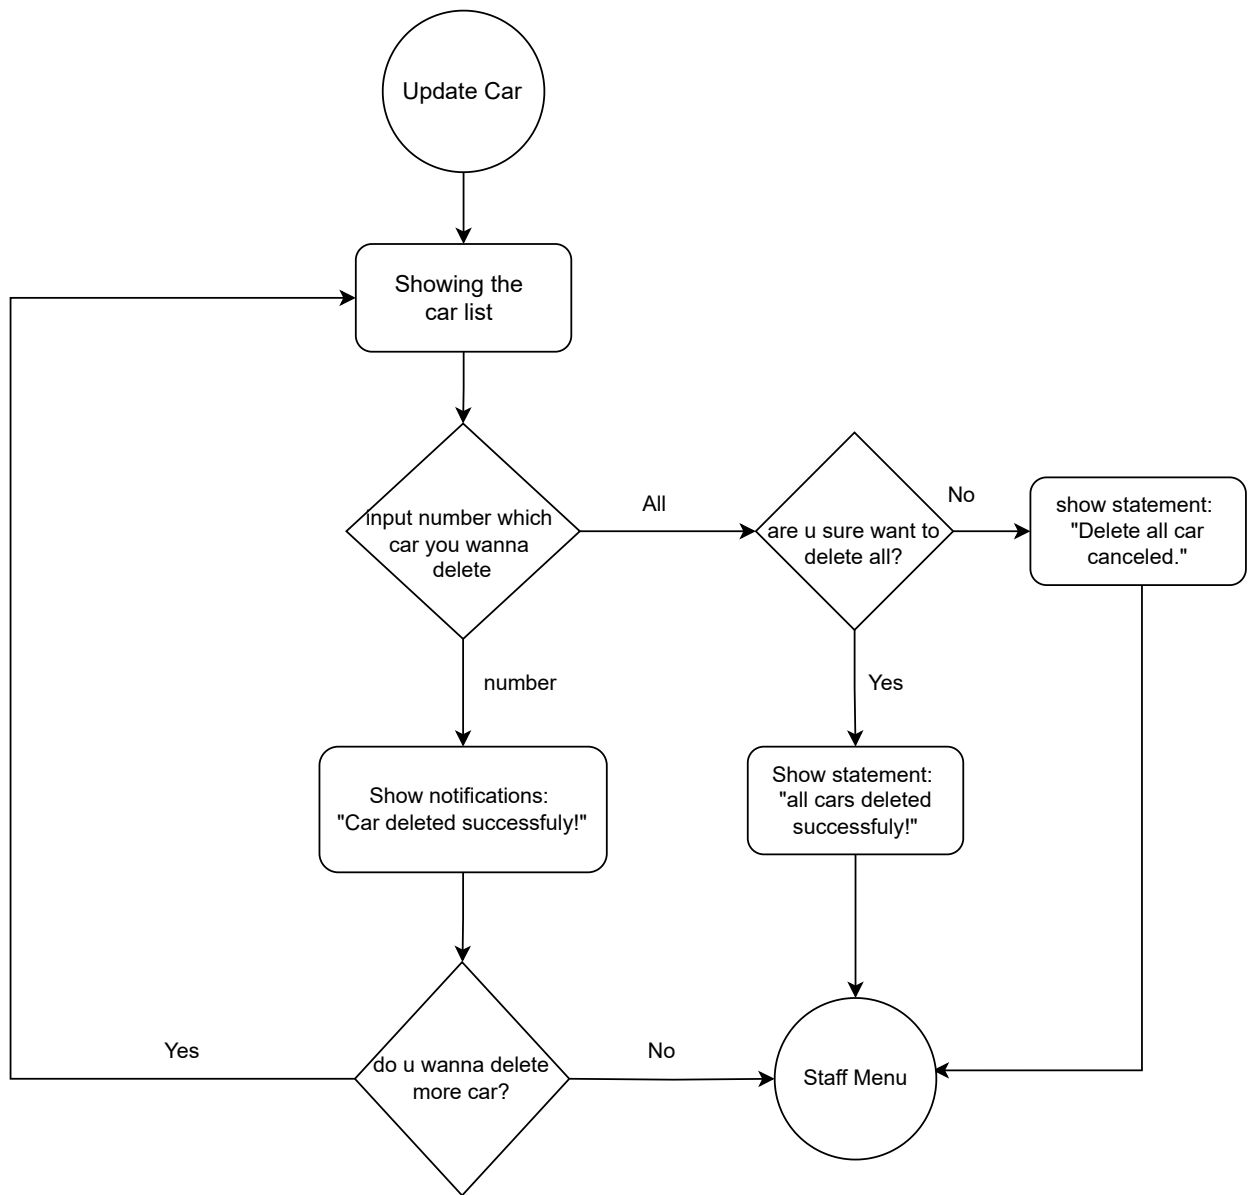 Update Car
Showing the
car list
input number which
car you wanna
delete
All
are u sure want to
delete all?
No
show statement:
"Delete all car
canceled."
number
Yes
Show notifications:
"Car deleted successfuly!"
Show statement:
"all cars deleted
successfuly!"
Yes
do u wanna delete
more car?
No
Staff Menu